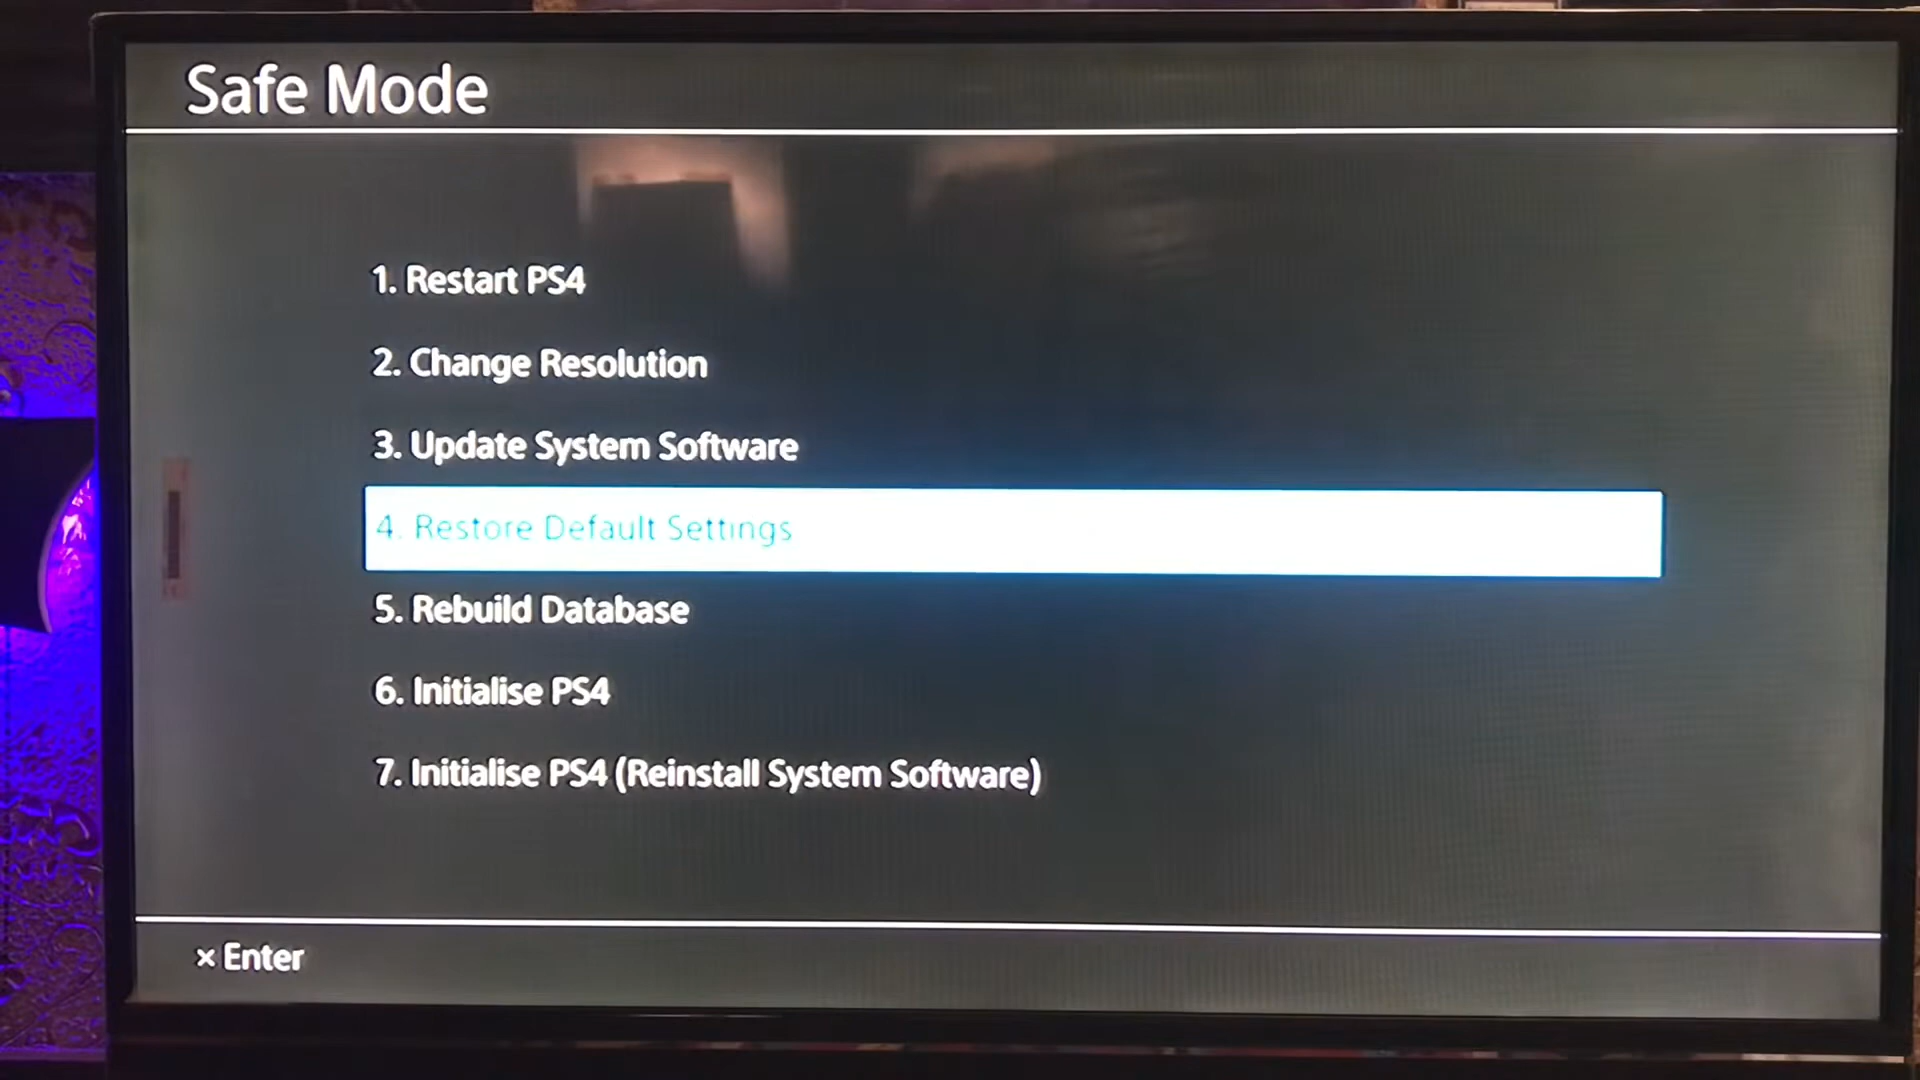 Safe Mode
1. Restart PS4
2. Change Resolution
3. Update System Software
4. Restore Default Settings
5. Rebuild Database
6. Initialise PS4
7. Initialise PS4 (Reinstall System Software)
× Enter